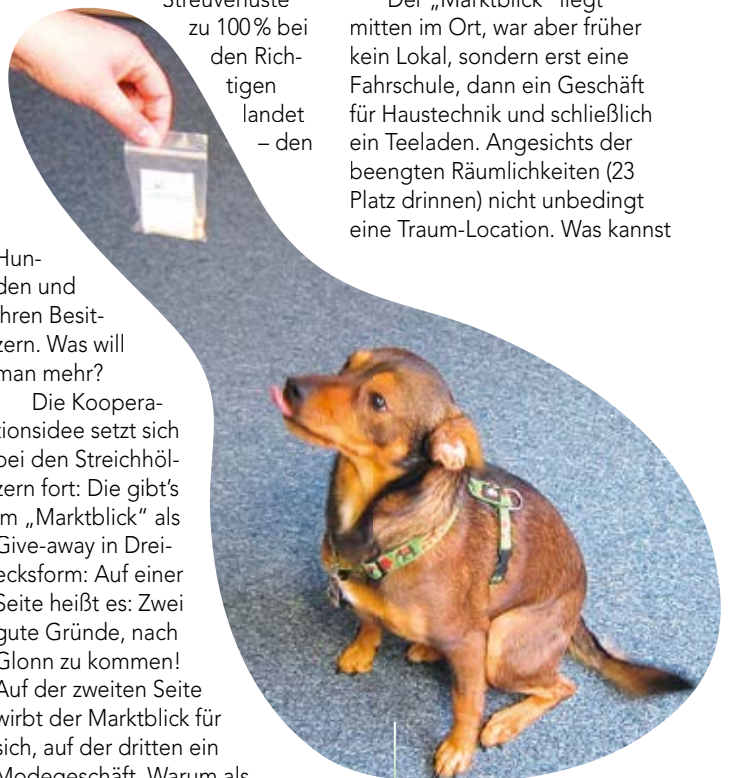 Streuverluste
zu 100 % bei
den Rich-
tigen
landet
– den
Hun-
den und
ihren Besit-
zern. Was will
man mehr?
Die Koopera-
tionsidee setzt sich
bei den Streichhöl-
zern fort: Die gibt’s
im „Marktblick“ als
Give-away in Drei-
ecksform: Auf einer
Seite heißt es: Zwei
gute Gründe, nach
Glonn zu kommen!
Auf der zweiten Seite
wirbt der Marktblick für
sich, auf der dritten ein
Modegeschäft. Warum als
Der „Marktblick“ liegt
mitten im Ort, war aber früher
kein Lokal, sondern erst eine
Fahrschule, dann ein Geschäft
für Haustechnik und schließlich
ein Teeladen. Angesichts der
beengten Räumlichkeiten (23
Platz drinnen) nicht unbedingt
eine Traum-Location. Was kannst